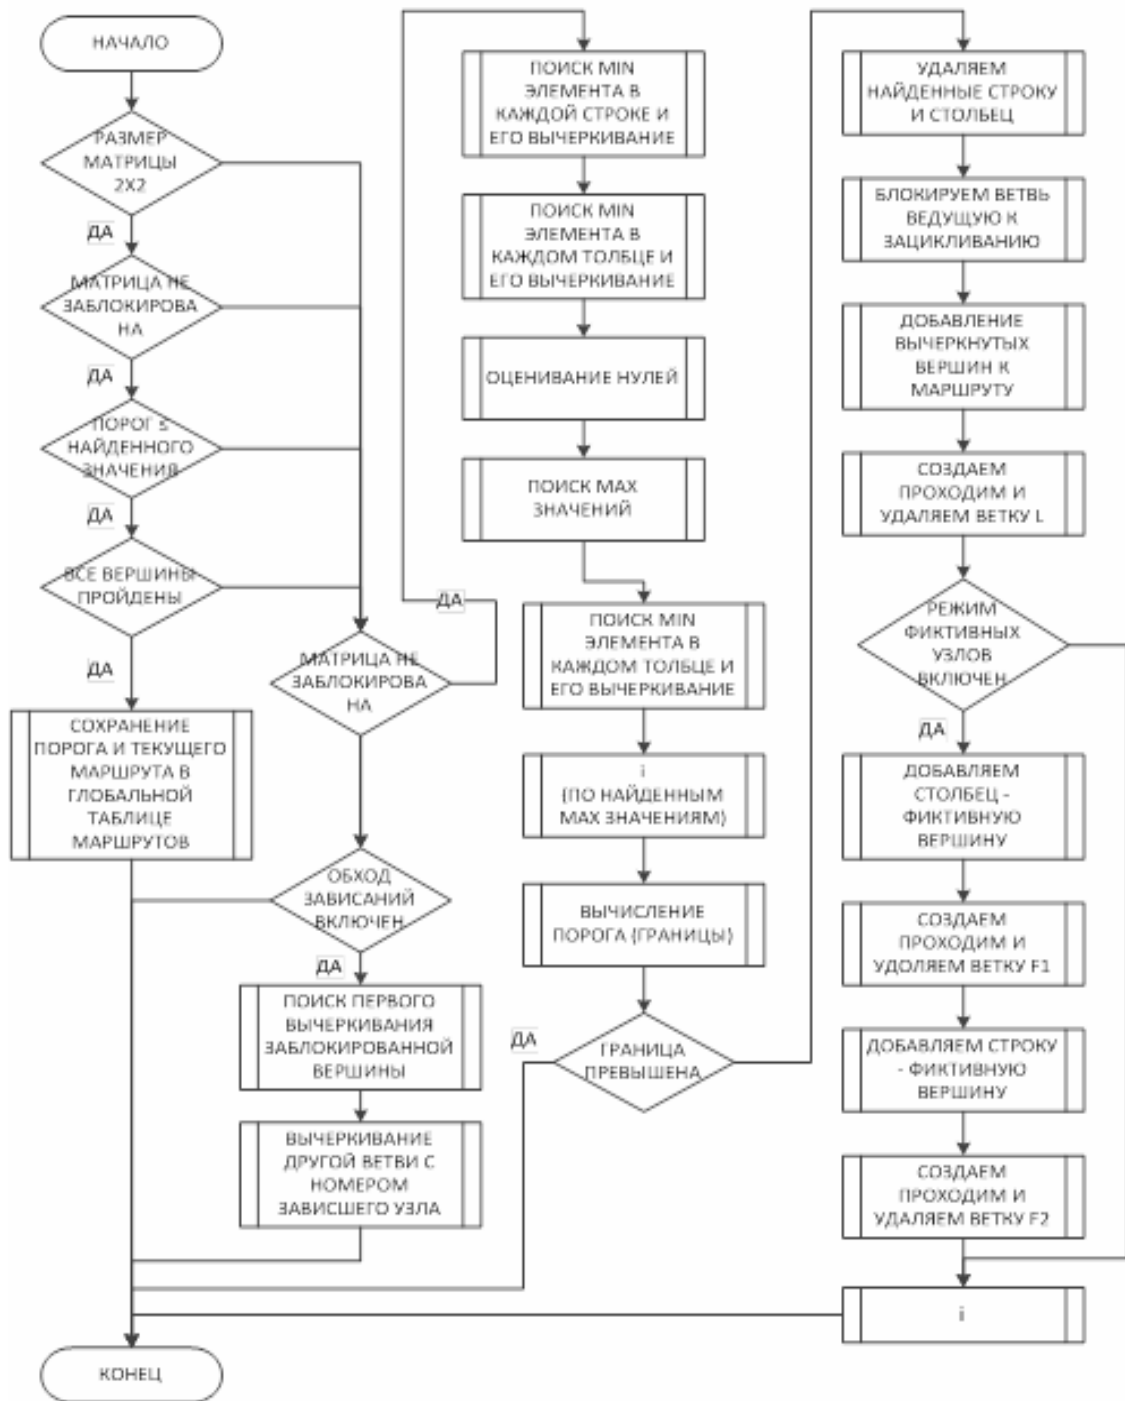 НАЧАЛО
РАЗМЕР
МАТРИЦЫ
2X2
ДА
МАТРИЦА НЕ
ЗАБЛОКИРОВА
НА
ДА
ПОРОГ ≤
НАЙДЕННОГО
ЗНАЧЕНИЯ
ДА
ВСЕ ВЕРШИНЫ
ПРОЙДЕНЫ
ДА
СОХРАНЕНИЕ
ПОРОГА И ТЕКУЩЕГО
МАРШРУТА В
ГЛОБАЛЬНОЙ
ТАБЛИЦЕ
МАРШРУТОВ
КОНЕЦ
МАТРИЦА НЕ
ЗАБЛОКИРОВА
НА
ДА
ОБХОД
ЗАВИСАНИЙ
ВКЛЮЧЕН
ДА
ПОИСК ПЕРВОГО
ВЫЧЕРКИВАНИЯ
ЗАБЛОКИРОВАННОЙ
ВЕРШИНЫ
ВЫЧЕРКИВАНИЕ
ДРУГОЙ ВЕТВИ С
НОМЕРОМ
ЗАВИСШЕГО УЗЛА
ПОИСК MIN
ЭЛЕМЕНТА В
КАЖДОЙ СТРОКЕ И
ЕГО ВЫЧЕРКИВАНИЕ
ПОИСК MIN
ЭЛЕМЕНТА В
КАЖДОМ ТОЛБЦЕ И
ЕГО ВЫЧЕРКИВАНИЕ
ОЦЕНИВАНИЕ НУЛЕЙ
ПОИСК MAX
ЗНАЧЕНИЙ
ПОИСК MIN
ЭЛЕМЕНТА В
КАЖДОМ ТОЛБЦЕ И
ЕГО ВЫЧЕРКИВАНИЕ
i
(ПО НАЙДЕННЫМ
MAX ЗНАЧЕНИЯМ)
ВЫЧИСЛЕНИЕ
ПОРОГА (ГРАНИЦЫ)
ДА
ГРАНИЦА
ПРЕВЫШЕНА
УДАЛЯЕМ
НАЙДЕННЫЕ СТРОКУ
И СТОЛБЕЦ
БЛОКИРУЕМ ВЕТВЬ
ВЕДУЩУЮ К
ЗАЦИКЛИВАНИЮ
ДОБАВЛЕНИЕ
ВЫЧЕРКНУТЫХ
ВЕРШИН К
МАРШРУТУ
СОЗДАЕМ
ПРОХОДИМ И
УДАЛЯЕМ ВЕТКУ L
РЕЖИМ
ФИКТИВНЫХ
УЗЛОВ
ВКЛЮЧЕН
ДА
ДОБАВЛЯЕМ
СТОЛБЕЦ -
ФИКТИВНУЮ
ВЕРШИНУ
СОЗДАЕМ
ПРОХОДИМ И
УДОЛЯЕМ ВЕТКУ F1
ДОБАВЛЯЕМ СТРОКУ
- ФИКТИВНУЮ
ВЕРШИНУ
СОЗДАЕМ
ПРОХОДИМ И
УДАЛЯЕМ ВЕТКУ F2
i